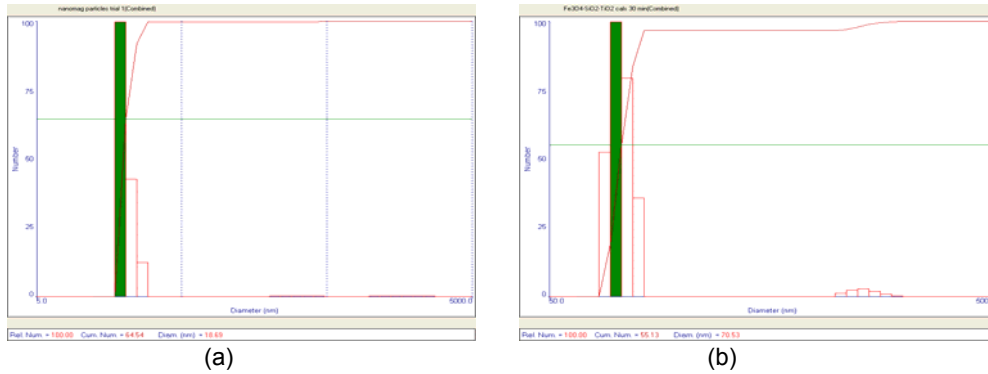 nanomag particles trial 1(Combined)
100
75
50
25
0
Number
5.0
5000.0
Diameter (nm)
Rel. Num. = 100.00 Cum. Num. = 64.54 Diam. (nm) = 18.69
(a)
Fe3O4-SiO2-TiO2 calc 30 min(Combined)
100
75
50
25
0
Number
50.0
Diameter (nm)
Rel. Num. = 100.00 Cum. Num. = 55.13 Diam. (nm) = 70.53
(b)